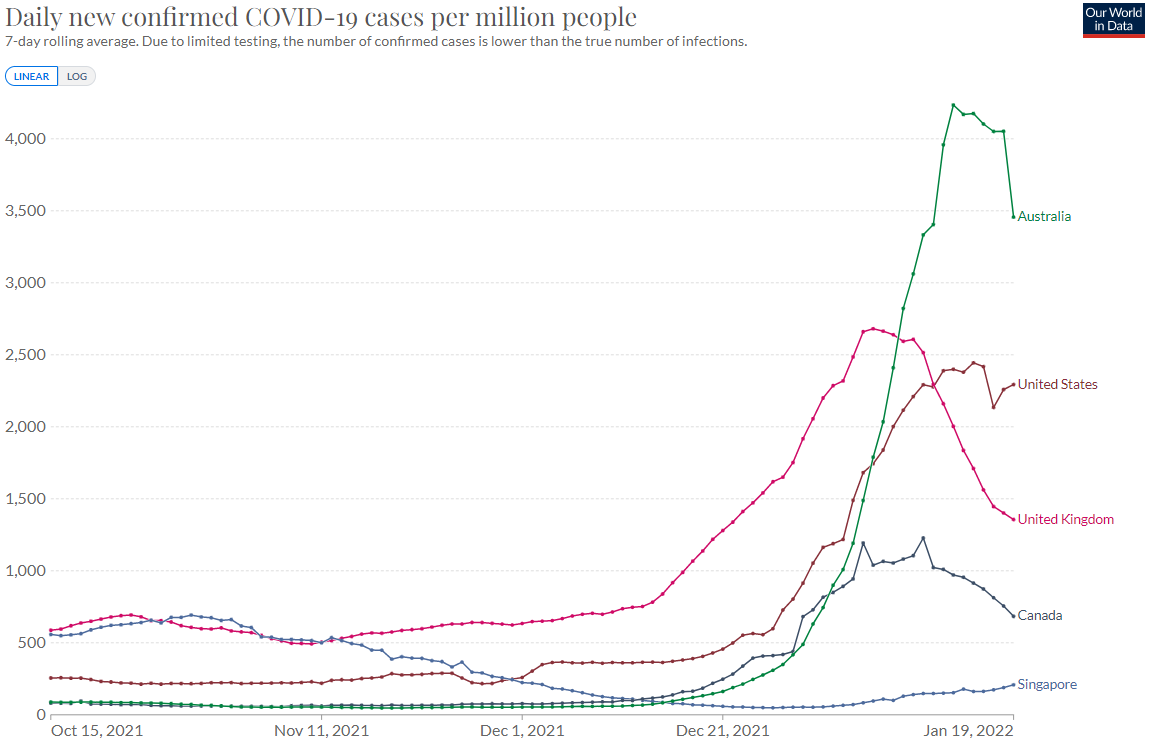 Daily new confirmed COVID-19 cases per million people
Our World
in Data
7-day rolling average. Due to limited testing, the number of confirmed cases is lower than the true number of infections.
LINEAR LOG
4,000
3,500
Australia
3,000
2,500
United States
2,000
1,500
United Kingdom
1,000
Canada
500
Singapore
0
Oct 15, 2021 Nov 11, 2021 Dec 1, 2021 Dec 21, 2021 Jan 19, 2022